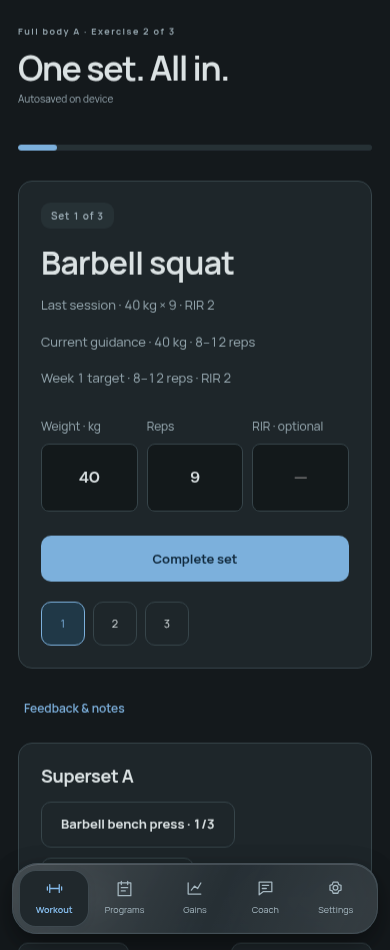 Full body A · Exercise 2 of 3
One set. All in.
Autosaved on device
Set 1 of 3
Barbell squat
Last session · 40 kg × 9 · RIR 2
Current guidance · 40 kg · 8–12 reps
Week 1 target · 8–12 reps · RIR 2
Weight · kg
Reps
RIR · optional
40
9
—
Complete set
1
2
3
Feedback & notes
Superset A
Barbell bench press · 1/3
Workout
Programs
Gains
Coach
Settings